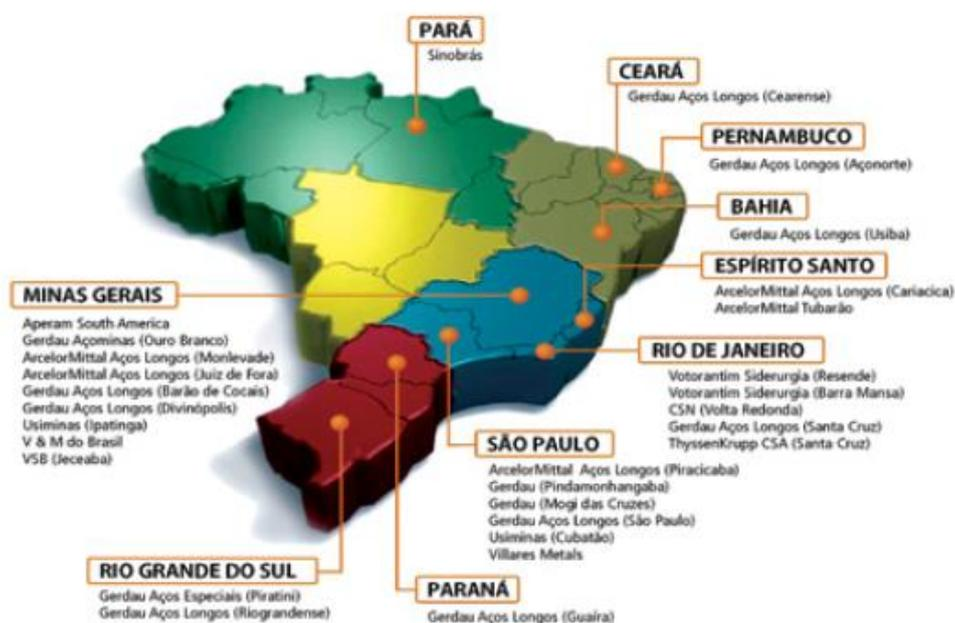 PARÁ
Sinobrás
CEARÁ
Gerdau Aços Longos (Cearense)
PERNAMBUCO
Gerdau Aços Longos (Açonorte)
BAHIA
Gerdau Aços Longos (Usiba)
ESPÍRITO SANTO
ArcelorMittal Aços Longos (Cariacica)
ArcelorMittal Tubarão
MINAS GERAIS
Aperam South America
Gerdau Açominas (Ouro Branco)
ArcelorMittal Aços Longos (Monlevade)
ArcelorMittal Aços Longos (Juiz de Fora)
Gerdau Aços Longos (Barão de Cocais)
Gerdau Aços Longos (Divinópolis)
Usiminas (Ipatinga)
V & M do Brasil
VSB (Jeceaba)
RIO DE JANEIRO
Votorantim Siderurgia (Resende)
Votorantim Siderurgia (Barra Mansa)
CSN (Volta Redonda)
Gerdau Aços Longos (Santa Cruz)
ThyssenKrupp CSA (Santa Cruz)
SÃO PAULO
ArcelorMittal Aços Longos (Piracicaba)
Gerdau (Pindamonhangaba)
Gerdau (Mogi das Cruzes)
Gerdau Aços Longos (São Paulo)
Usiminas (Cubatão)
Villares Metals
RIO GRANDE DO SUL
Gerdau Aços Especiais (Piratini)
Gerdau Aços Longos (Riograndense)
PARANÁ
Gerdau Aços Longos (Guaíra)